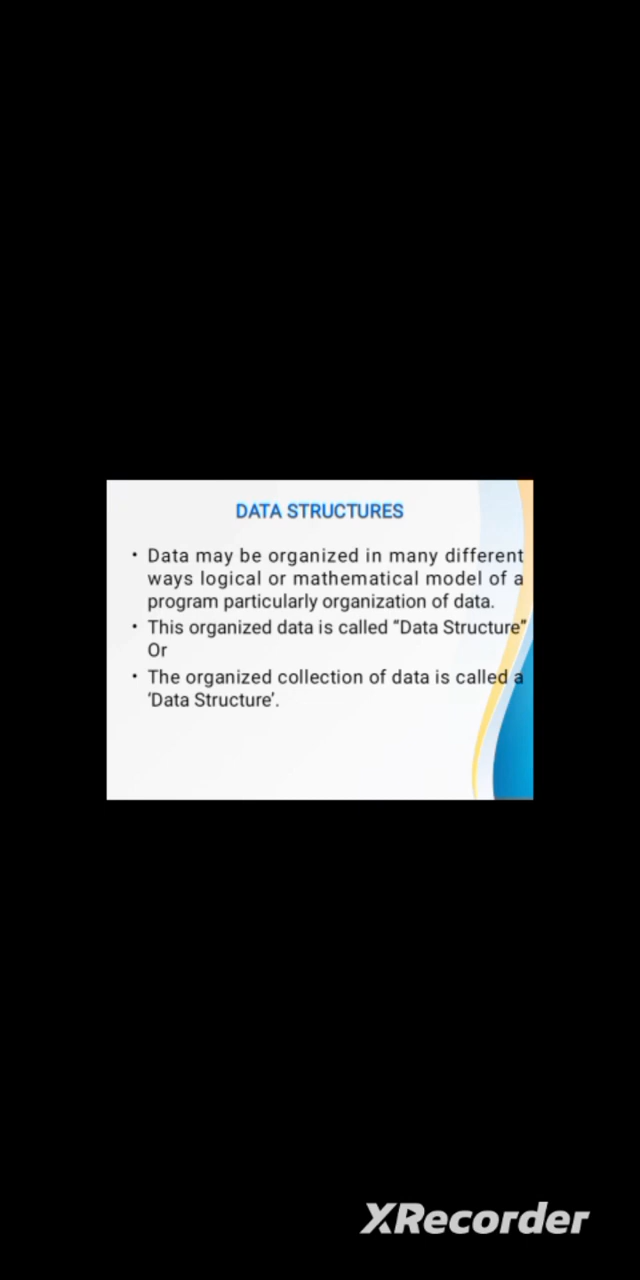 DATA STRUCTURES
• Data may be organized in many different
ways logical or mathematical model of a
program particularly organization of data.
• This organized data is called “Data Structure”
Or
• The organized collection of data is called a
‘Data Structure’.
XRecorder